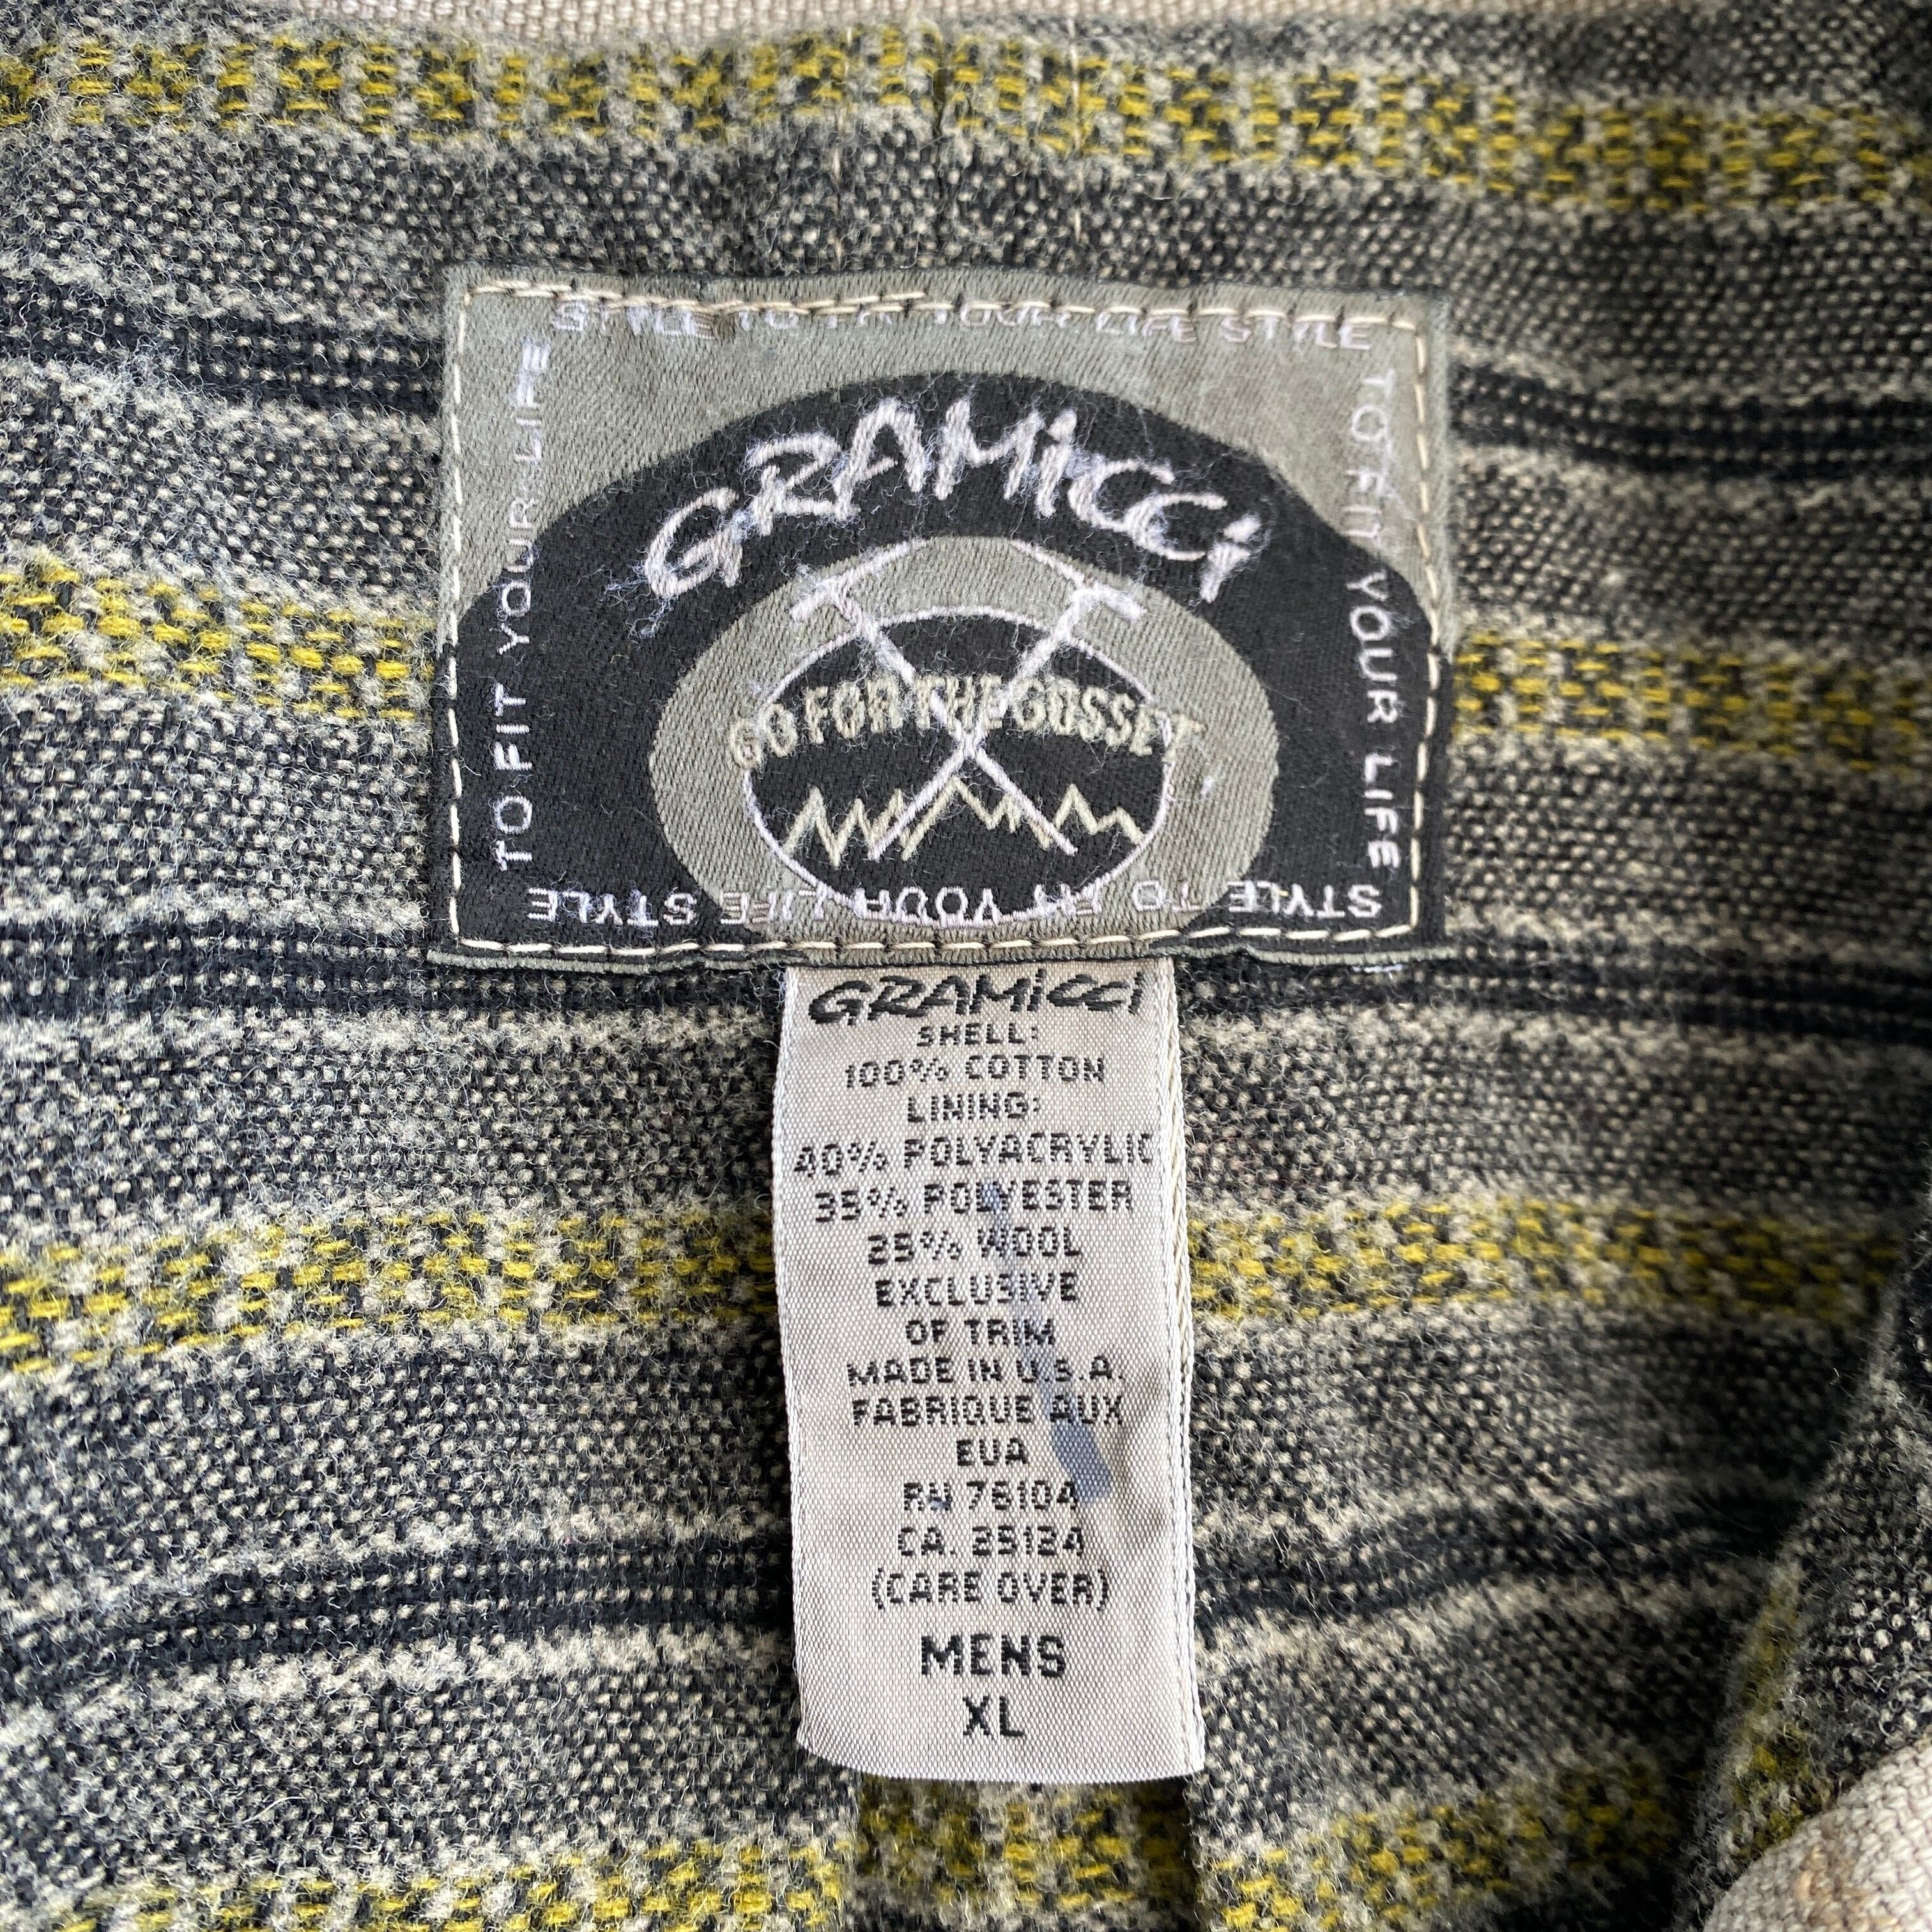 STYLE TO FIT YOUR LIFE STYLE
TO FIT YOUR LIFE
TO FIT YOUR LIFE
GRAMiCCi
GO FOR THE GOSSET
STYLE TO FIT YOUR LIFE STYLE
GRAMiCCi
SHELL:
100% COTTON
LINING:
40% POLYACRYLIC
35% POLYESTER
25% WOOL
EXCLUSIVE
OF TRIM
MADE IN U.S.A.
FABRIQUE AUX
EUA
RN 76104
CA. 25124
(CARE OVER)
MENS
XL